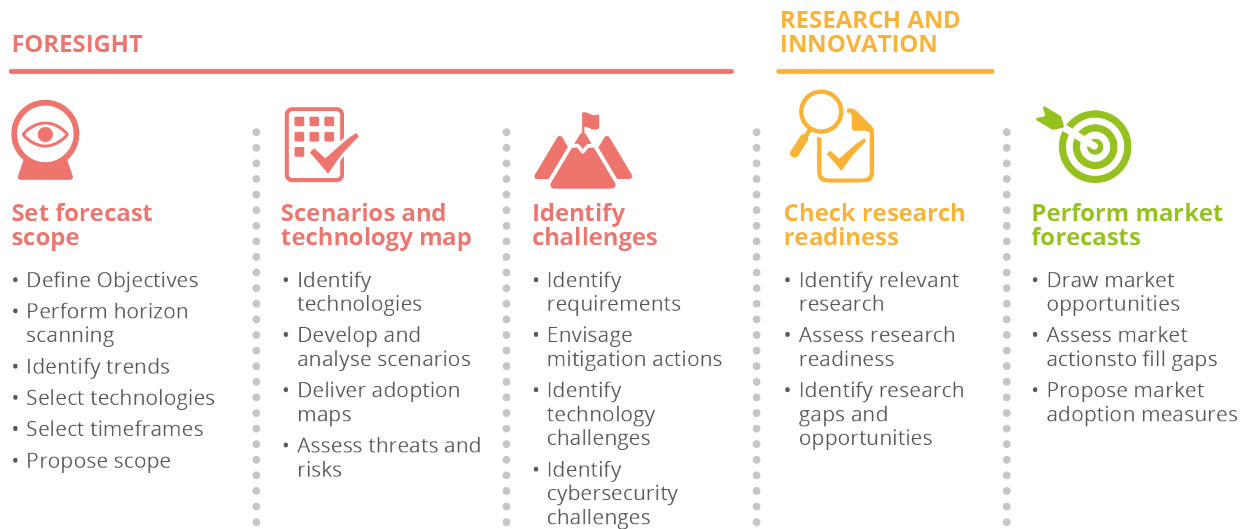 FORESIGHT
RESEARCH AND
INNOVATION
Set forecast
scope
• Define Objectives
• Perform horizon
scanning
• Identify trends
• Select technologies
• Select timeframes
• Propose scope
Scenarios and
technology map
• Identify
technologies
• Develop and
analyse scenarios
• Deliver adoption
maps
• Assess threats and
risks
Identify
challenges
• Identify
requirements
• Envisage
mitigation actions
• Identify
technology
challenges
• Identify
cybersecurity
challenges
Check research
readiness
• Identify relevant
research
• Assess research
readiness
• Identify research
gaps and
opportunities
Perform market
forecasts
• Draw market
opportunities
• Assess market
actionsto fill gaps
• Propose market
adoption measures